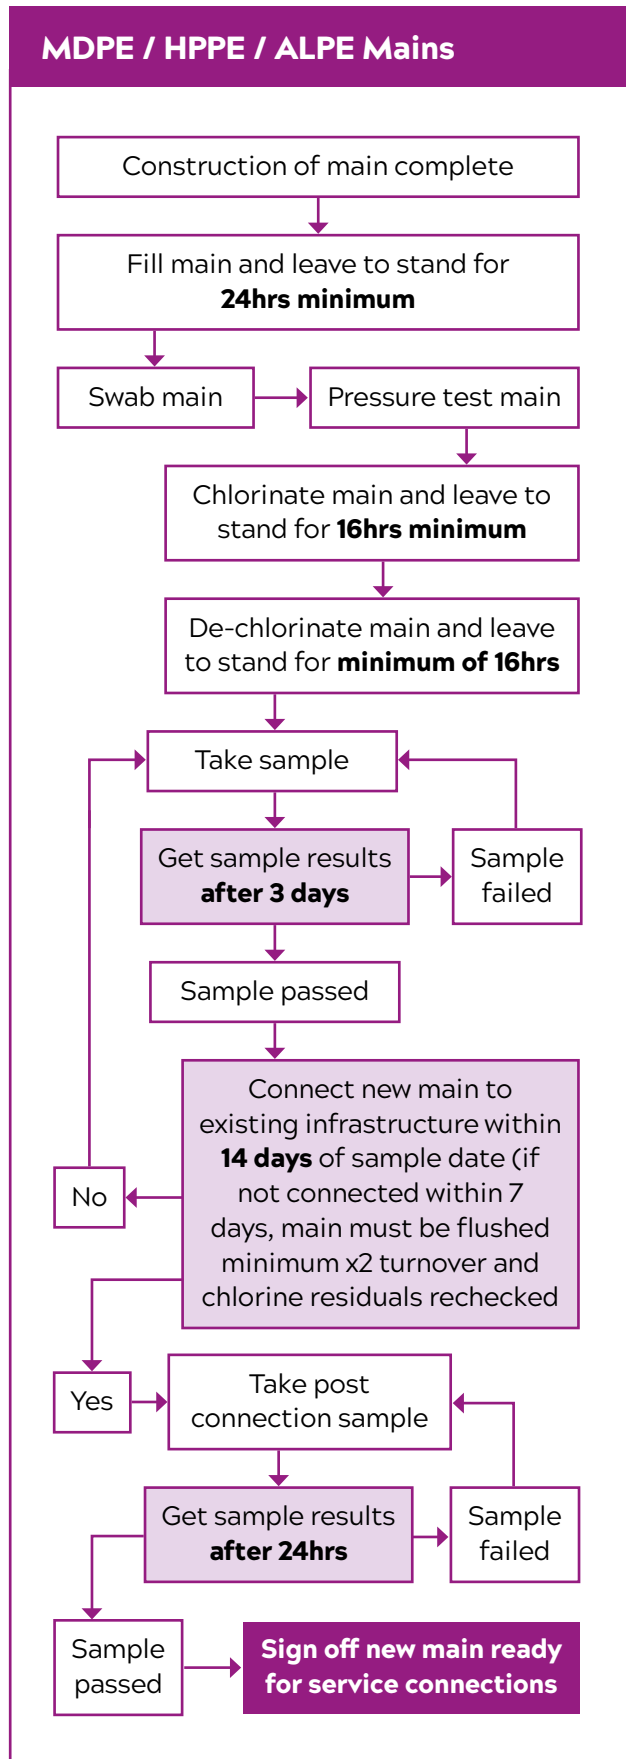 MDPE / HPPE / ALPE Mains
Construction of main complete
Fill main and leave to stand for
24hrs minimum
Swab main
Pressure test main
Chlorinate main and leave to
stand for 16hrs minimum
De-chlorinate main and leave
to stand for minimum of 16hrs
Take sample
Get sample results
after 3 days
Sample
failed
Sample passed
Connect new main to
existing infrastructure within
14 days of sample date (if
not connected within 7
days, main must be flushed
minimum x2 turnover and
chlorine residuals rechecked
No
Yes
Take post
connection sample
Get sample results
after 24hrs
Sample
failed
Sample
passed
Sign off new main ready
for service connections